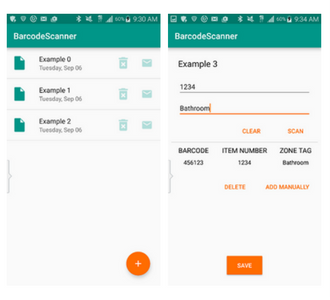 60% 9:30 AM
BarcodeScanner
Example 0
Tuesday, Sep 06
Example 1
Tuesday, Sep 06
Example 2
Tuesday, Sep 06
+
60% 9:34 AM
BarcodeScanner
Example 3
1234
Bathroom
CLEAR SCAN
BARCODE ITEM NUMBER ZONE TAG
456123 1234 Bathroom
DELETE ADD MANUALLY
SAVE